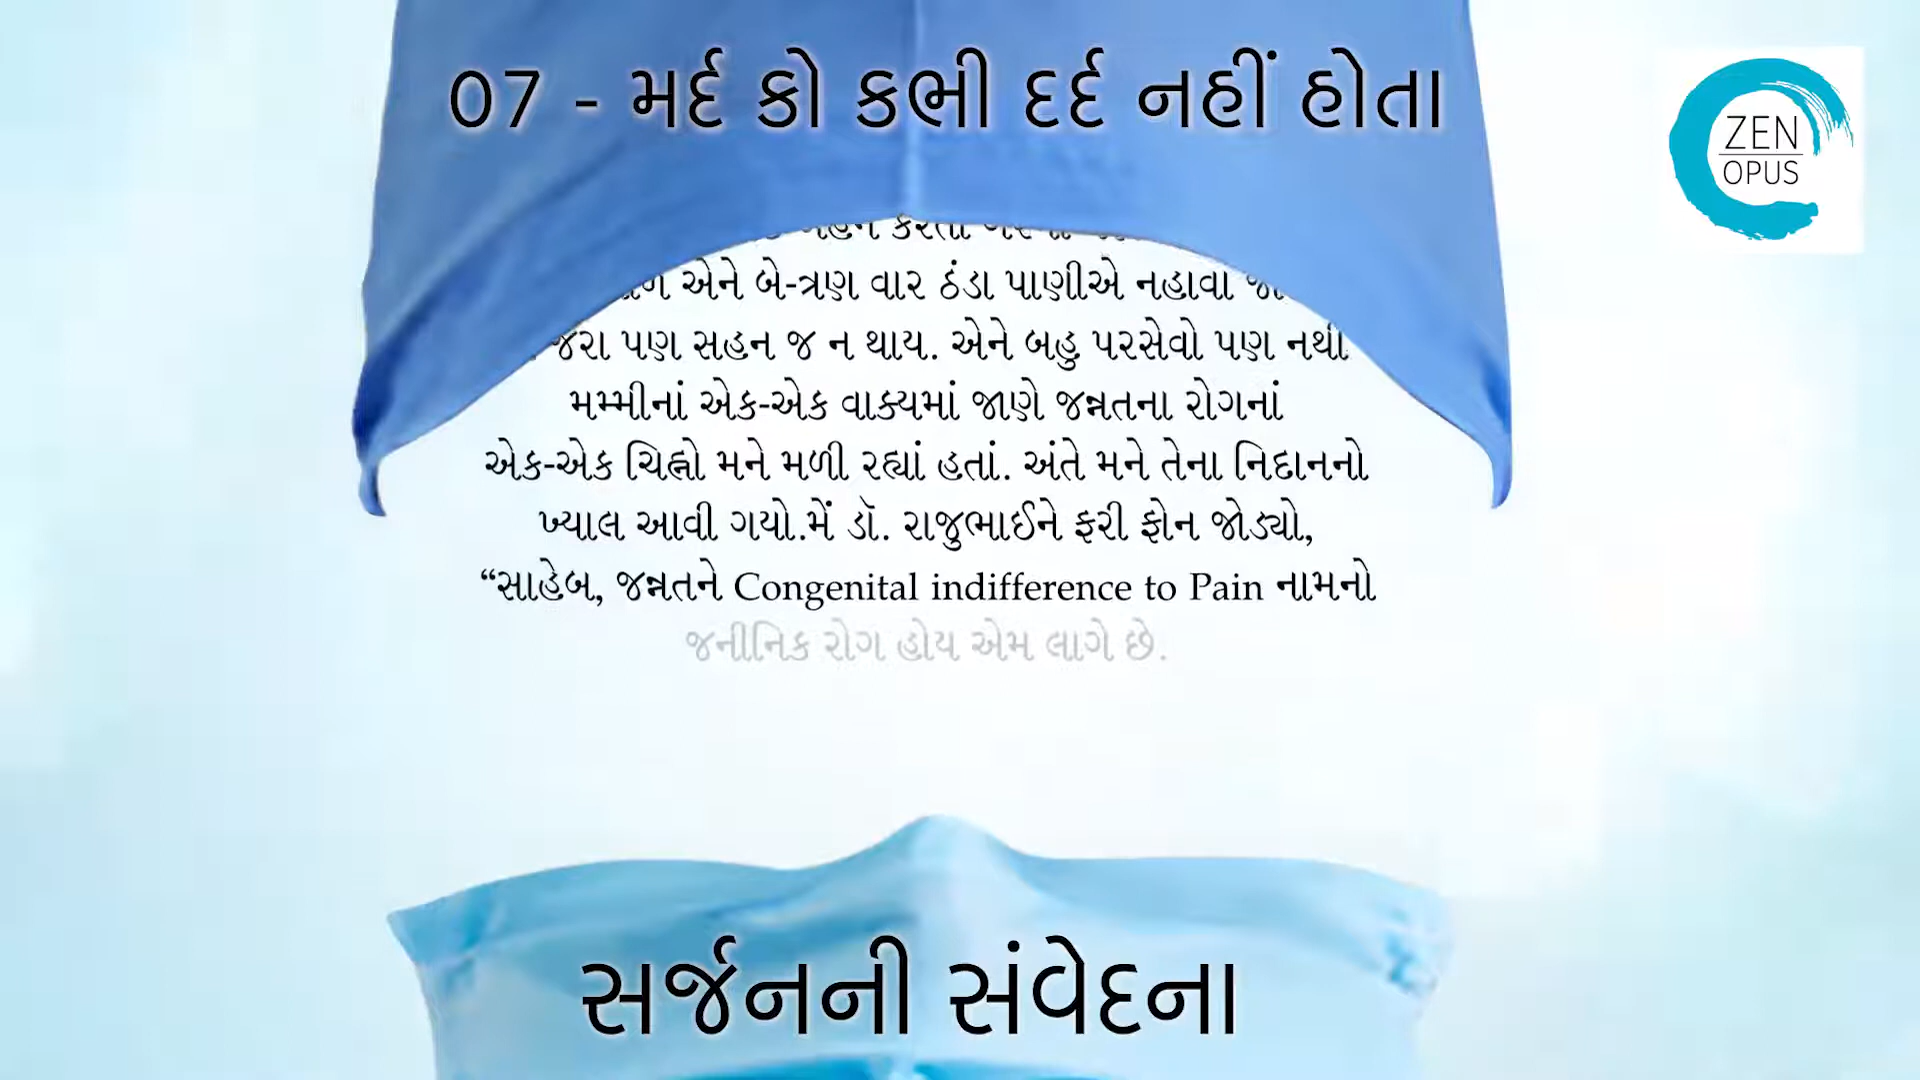 07 - મર્દ કો કભી દર્દ નહીં હોતા
ZEN
OPUS
કરતી
એને બે-ત્રણ વાર ઠંડા પાણીએ નહાવા
જરા પણ સહન જ ન થાય. એને બહુ પરસેવો પણ નથી
મમ્મીનાં એક-એક વાક્યમાં જાણે જન્નતના રોગનાં
એક-એક ચિહ્નો મને મળી રહ્યાં હતાં. અંતે મને તેના નિદાનનો
ખ્યાલ આવી ગયો.મેં ડૉ. રાજુભાઈને ફરી ફોન જોડ્યો,
“સાહેબ, જન્નતને Congenital indifference to Pain નામનો
જનીનિક રોગ હોય એમ લાગે છે.
સર્જનની સંવેદના